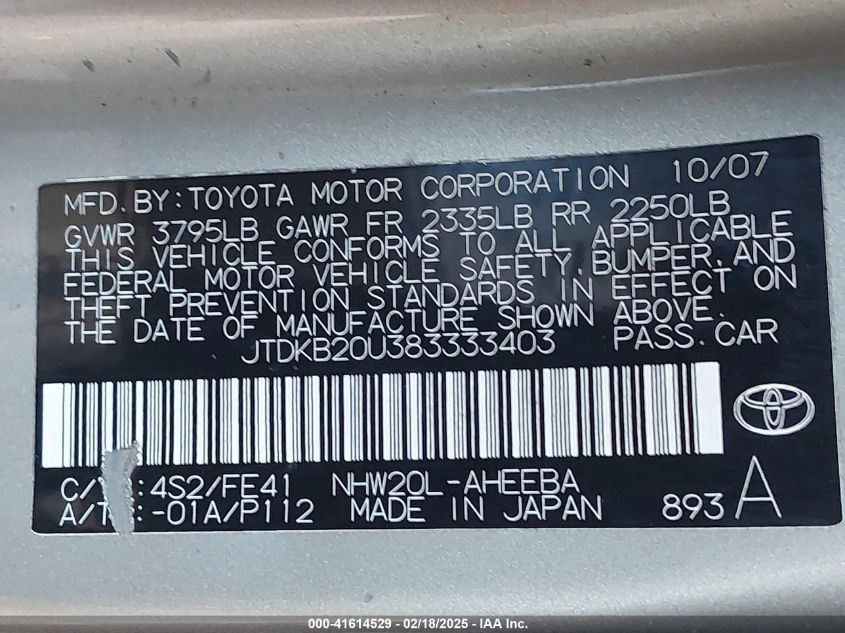 MFD. BY: TOYOTA MOTOR CORPORATION 10/07
GVWR 3795LB GAWR FR 2335LB RR 2250LB
THIS VEHICLE CONFORMS TO ALL APPLICABLE
FEDERAL MOTOR VEHICLE SAFETY, BUMPER, AND
THEFT PREVENTION STANDARDS IN EFFECT ON
THE DATE OF MANUFACTURE SHOWN ABOVE.
JTDKB20U383333403 PASS. CAR
C/ :4S2/FE41 NHW20L-AHEEBA
A/T :-01A/P112 MADE IN JAPAN 893 A
000-41614529 - 02/18/2025 - IAA Inc.